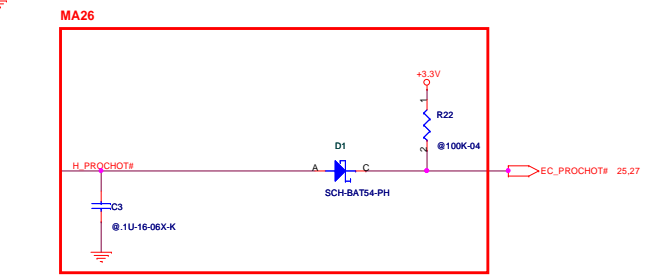 MA26
+3.3V
1
R22
@100K-04
2
D1
A
C
SCH-BAT54-PH
H_PROCHOT#
EC_PROCHOT# 25,27
C3
@.1U-16-06X-K